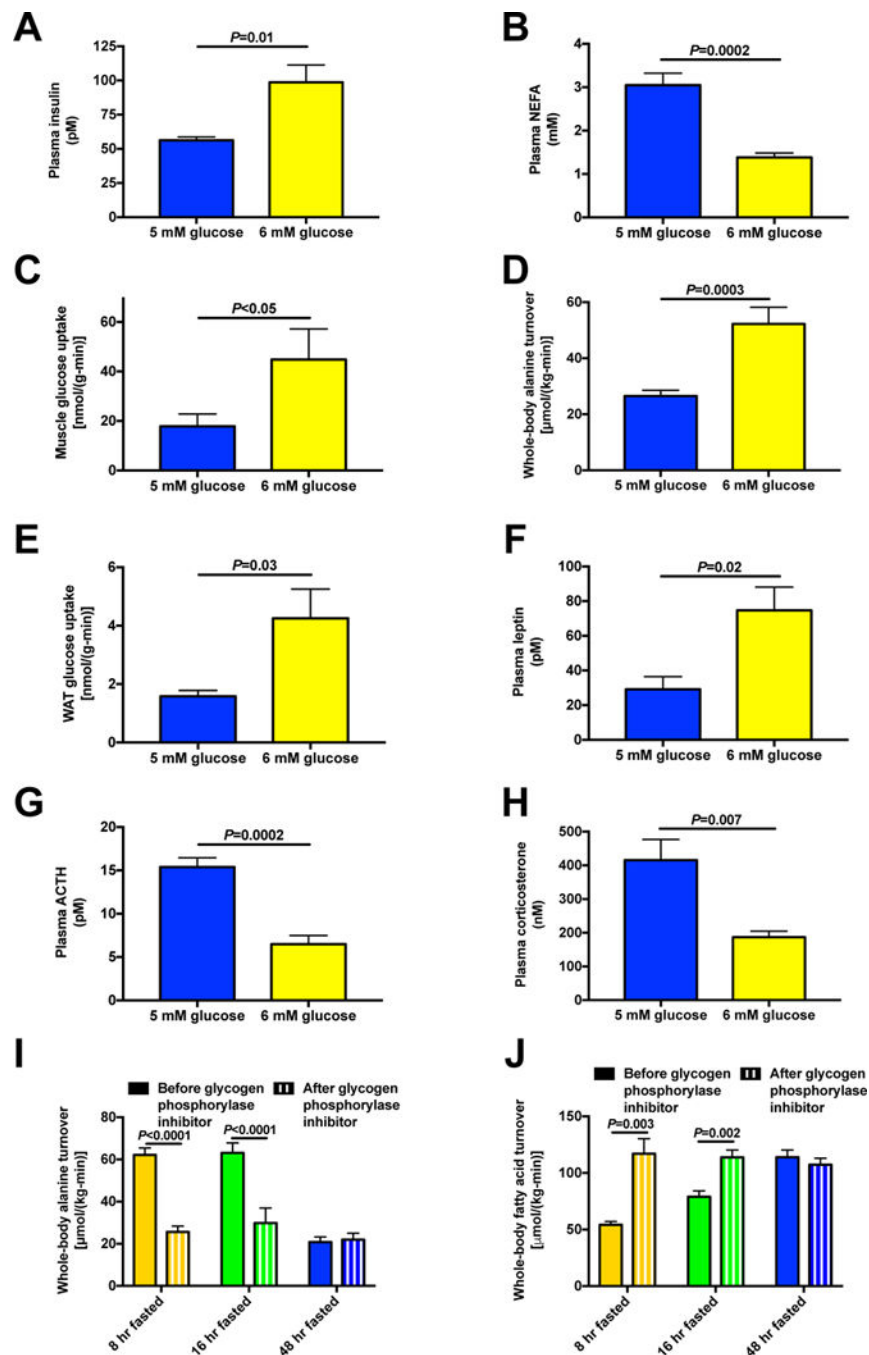 A
P=0.01
Plasma insulin
(pM)
125
100
75
50
25
0
5 mM glucose 6 mM glucose
B
P=0.0002
Plasma NEFA
(mM)
4
3
2
1
0
5 mM glucose 6 mM glucose
C
P<0.05
Muscle glucose uptake
[nmol/(g-min)]
60
40
20
0
5 mM glucose 6 mM glucose
D
P=0.0003
Whole-body alanine turnover
[µmol/(kg-min)]
60
40
20
0
5 mM glucose 6 mM glucose
E
P=0.03
WAT glucose uptake
[nmol/(g-min)]
6
4
2
0
5 mM glucose 6 mM glucose
F
P=0.02
Plasma leptin
(pM)
100
80
60
40
20
0
5 mM glucose 6 mM glucose
G
P=0.0002
Plasma ACTH
(pM)
20
15
10
5
0
5 mM glucose 6 mM glucose
H
P=0.007
Plasma corticosterone
(nM)
500
400
300
200
100
0
5 mM glucose 6 mM glucose
I
Before glycogen
phosphorylase
inhibitor
After glycogen
phosphorylase
inhibitor
P<0.0001
P<0.0001
Whole-body alanine turnover
[µmol/(kg-min)]
80
60
40
20
0
8 hr fasted
16 hr fasted
48 hr fasted
J
Before glycogen
phosphorylase
inhibitor
After glycogen
phosphorylase
inhibitor
P=0.003
P=0.002
Whole-body fatty acid turnover
[µmol/(kg-min)]
150
100
50
0
8 hr fasted
16 hr fasted
48 hr fasted